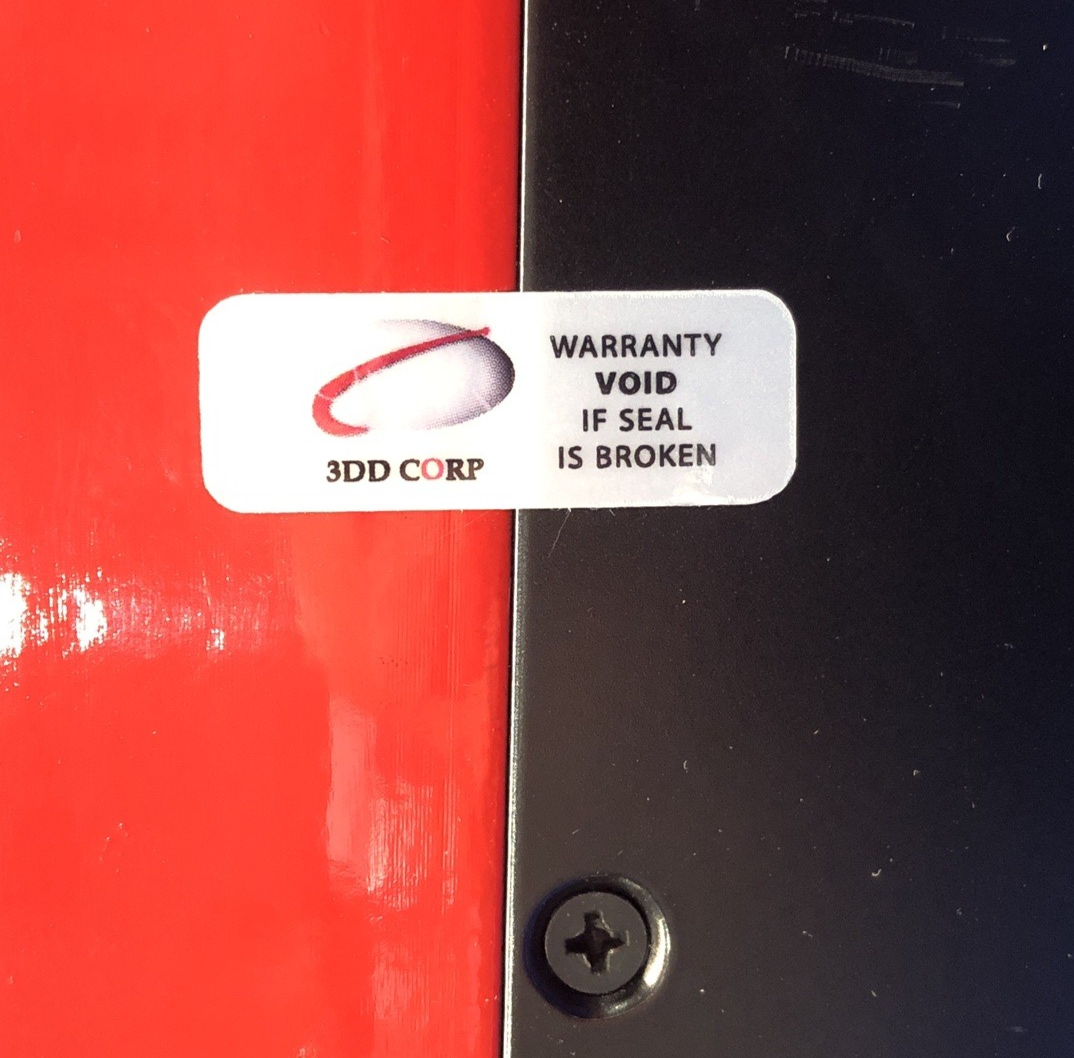 3DD CORP
WARRANTY
VOID
IF SEAL
IS BROKEN